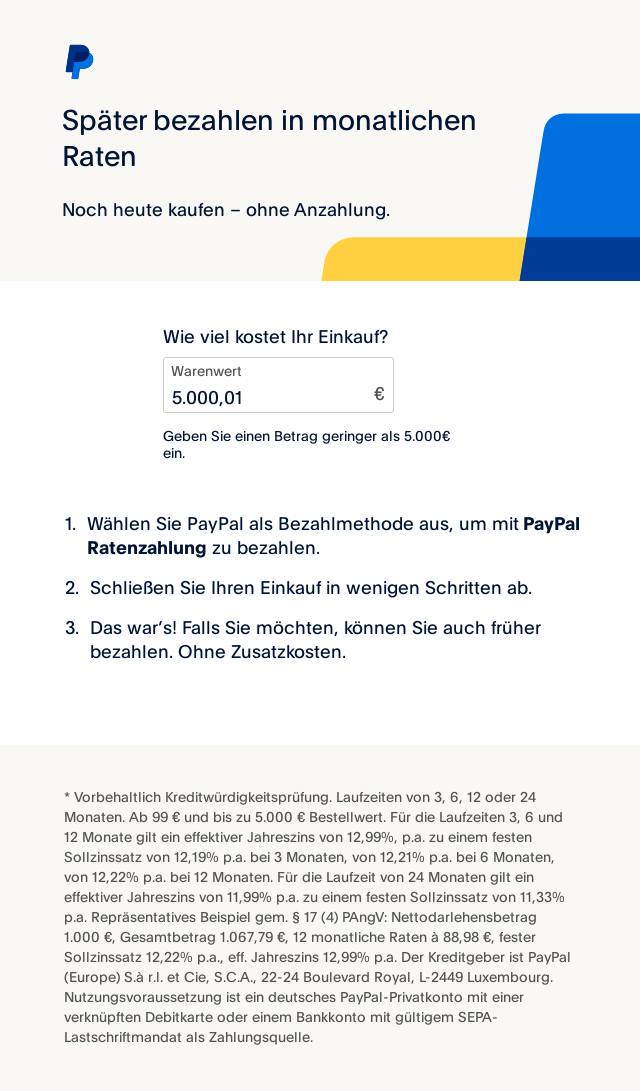 Später bezahlen in monatlichen
Raten
Noch heute kaufen – ohne Anzahlung.
Wie viel kostet Ihr Einkauf?
Warenwert
5.000,01 €
Geben Sie einen Betrag geringer als 5.000€
ein.
1. Wählen Sie PayPal als Bezahlmethode aus, um mit PayPal
Ratenzahlung zu bezahlen.
2. Schließen Sie Ihren Einkauf in wenigen Schritten ab.
3. Das war’s! Falls Sie möchten, können Sie auch früher
bezahlen. Ohne Zusatzkosten.
* Vorbehaltlich Kreditwürdigkeitsprüfung. Laufzeiten von 3, 6, 12 oder 24
Monaten. Ab 99 € und bis zu 5.000 € Bestellwert. Für die Laufzeiten 3, 6 und
12 Monate gilt ein effektiver Jahreszins von 12,99%, p.a. zu einem festen
Sollzinssatz von 12,19% p.a. bei 3 Monaten, von 12,21% p.a. bei 6 Monaten,
von 12,22% p.a. bei 12 Monaten. Für die Laufzeit von 24 Monaten gilt ein
effektiver Jahreszins von 11,99% p.a. zu einem festen Sollzinssatz von 11,33%
p.a. Repräsentatives Beispiel gem. § 17 (4) PAngV: Nettodarlehensbetrag
1.000 €, Gesamtbetrag 1.067,79 €, 12 monatliche Raten à 88,98 €, fester
Sollzinssatz 12,22% p.a., eff. Jahreszins 12,99% p.a. Der Kreditgeber ist PayPal
(Europe) S.à r.l. et Cie, S.C.A., 22-24 Boulevard Royal, L-2449 Luxembourg.
Nutzungsvoraussetzung ist ein deutsches PayPal-Privatkonto mit einer
verknüpften Debitkarte oder einem Bankkonto mit gültigem SEPA-
Lastschriftmandat als Zahlungsquelle.